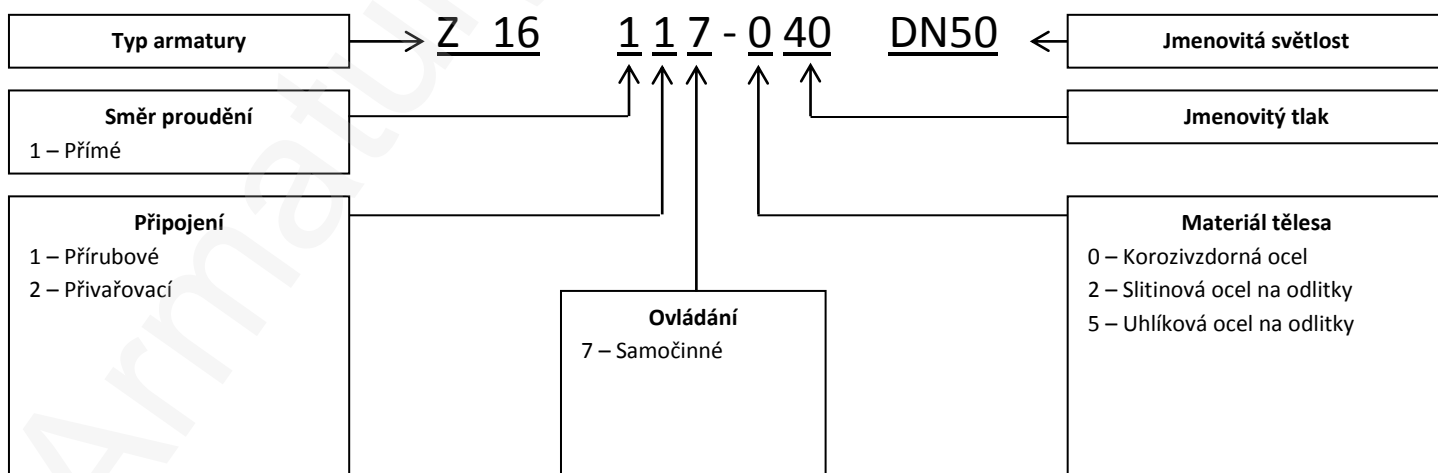 Typ armatury
Z 16 1 1 7 - 0 40 DN50
Jmenovitá světlost
Směr proudění
1 – Přímé
Jmenovitý tlak
Připojení
1 – Přírubové
2 – Přivařovací
Ovládání
7 – Samočinné
Materiál tělesa
0 – Korozivzdorná ocel
2 – Slitinová ocel na odlitky
5 – Uhlíková ocel na odlitky